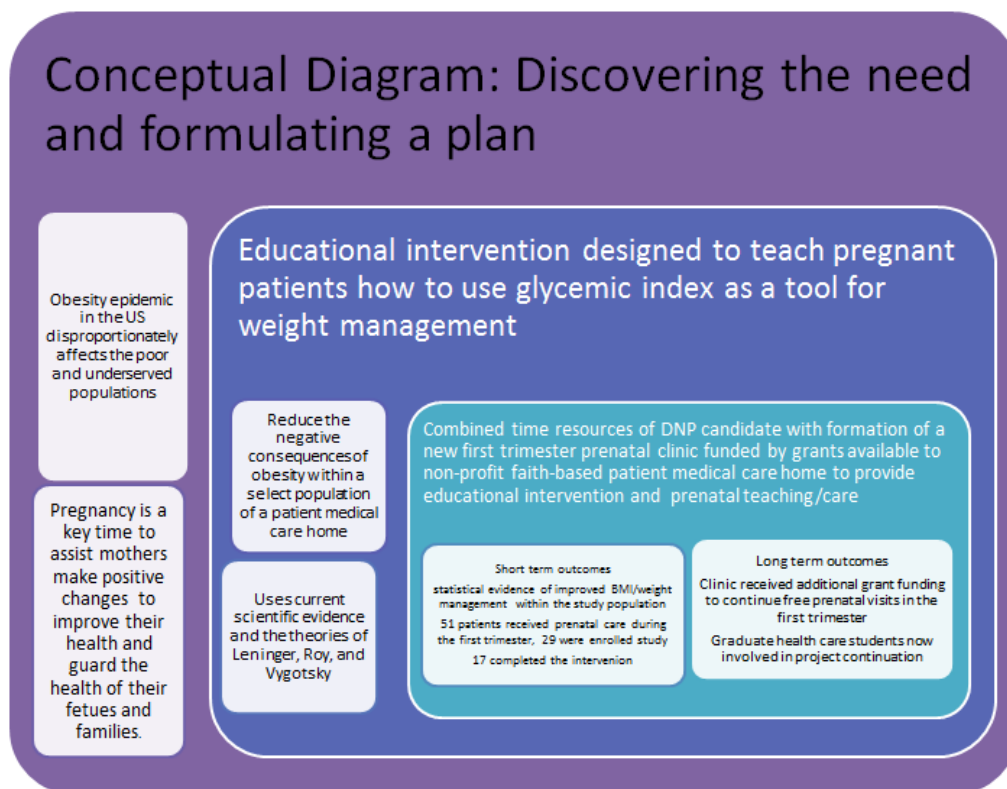 Conceptual Diagram: Discovering the need
and formulating a plan
Obesity epidemic
in the US
disproportionately
affects the poor
and underserved
populations
Pregnancy is a
key time to
assist mothers
make positive
changes to
improve their
health and
guard the
health of their
fetues and
families.
Educational intervention designed to teach pregnant
patients how to use glycemic index as a tool for
weight management
Reduce the
negative
consequences of
obesity within a
select population
of a patient medical
care home
Uses current
scientific evidence
and the theories of
Leninger, Roy, and
Vygotsky
Combined time resources of DNP candidate with formation of a
new first trimester prenatal clinic funded by grants available to
non-profit faith-based patient medical care home to provide
educational intervention and prenatal teaching/care
Short term outcomes
statistical evidence of improved BMI/weight
management within the study population
51 patients received prenatal care during
the first trimester, 29 were enrolled study
17 completed the intervenion
Long term outcomes
Clinic received additional grant funding
to continue free prenatal visits in the
first trimester
Graduate health care students now
involved in project continuation